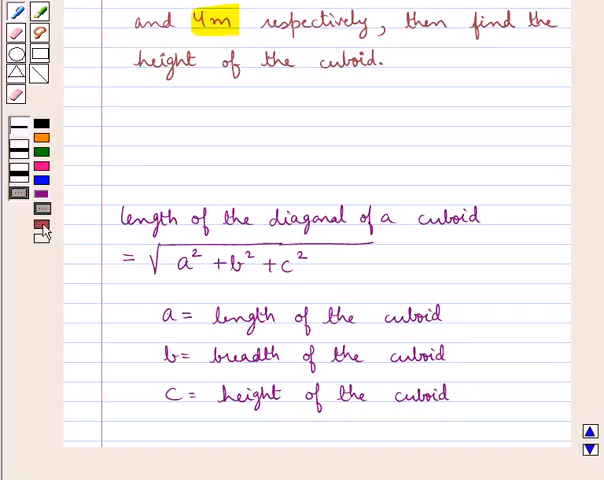 and 4m respectively, then find the
height of the cuboid.
length of the diagonal of a cuboid
= √a² + b² + c²
a = length of the cuboid
b = breadth of the cuboid
c = height of the cuboid